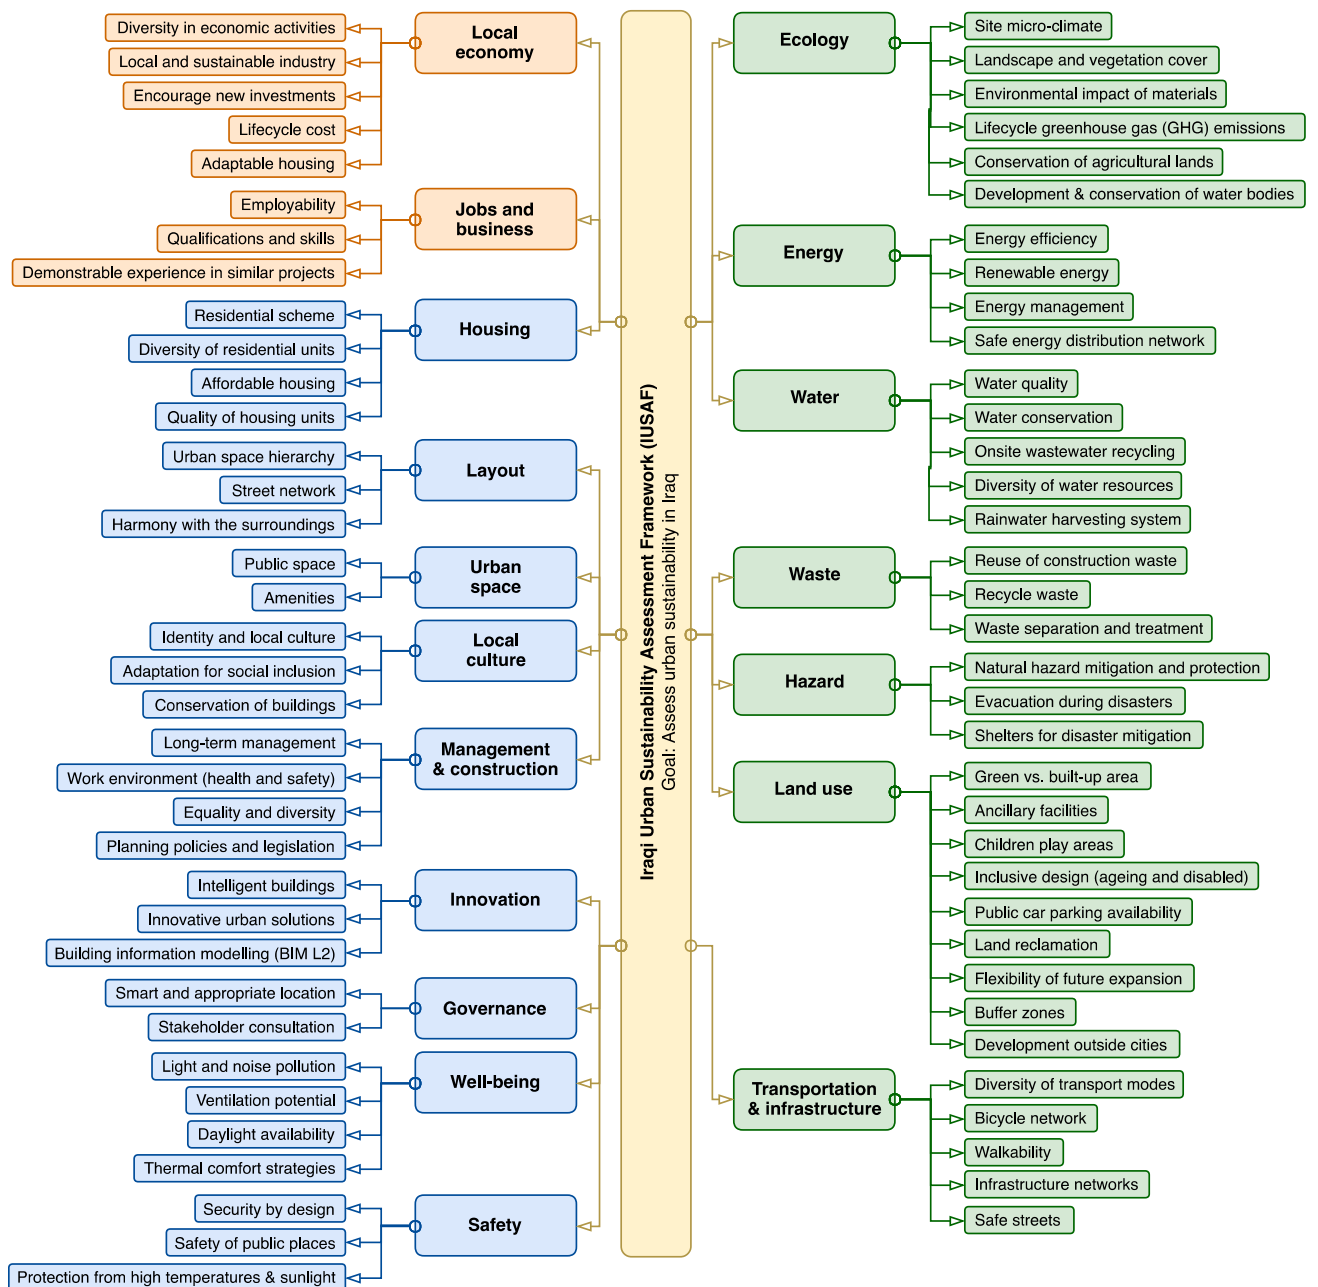 Diversity in economic activities
Local and sustainable industry
Encourage new investments
Lifecycle cost
Adaptable housing
Local
economy
Employability
Qualifications and skills
Demonstrable experience in similar projects
Jobs and
business
Residential scheme
Diversity of residential units
Affordable housing
Quality of housing units
Housing
Urban space hierarchy
Street network
Harmony with the surroundings
Layout
Public space
Amenities
Urban
space
Identity and local culture
Adaptation for social inclusion
Conservation of buildings
Local
culture
Long-term management
Work environment (health and safety)
Equality and diversity
Planning policies and legislation
Management
& construction
Intelligent buildings
Innovative urban solutions
Building information modelling (BIM L2)
Innovation
Smart and appropriate location
Stakeholder consultation
Governance
Light and noise pollution
Ventilation potential
Daylight availability
Thermal comfort strategies
Well-being
Security by design
Safety of public places
Protection from high temperatures & sunlight
Safety
Iraqi Urban Sustainability Assessment Framework (IUSAF)
Goal: Assess urban sustainability in Iraq
Ecology
Site micro-climate
Landscape and vegetation cover
Environmental impact of materials
Lifecycle greenhouse gas (GHG) emissions
Conservation of agricultural lands
Development & conservation of water bodies
Energy
Energy efficiency
Renewable energy
Energy management
Safe energy distribution network
Water
Water quality
Water conservation
Onsite wastewater recycling
Diversity of water resources
Rainwater harvesting system
Waste
Reuse of construction waste
Recycle waste
Waste separation and treatment
Hazard
Natural hazard mitigation and protection
Evacuation during disasters
Shelters for disaster mitigation
Land use
Green vs. built-up area
Ancillary facilities
Children play areas
Inclusive design (ageing and disabled)
Public car parking availability
Land reclamation
Flexibility of future expansion
Buffer zones
Development outside cities
Transportation
& infrastructure
Diversity of transport modes
Bicycle network
Walkability
Infrastructure networks
Safe streets